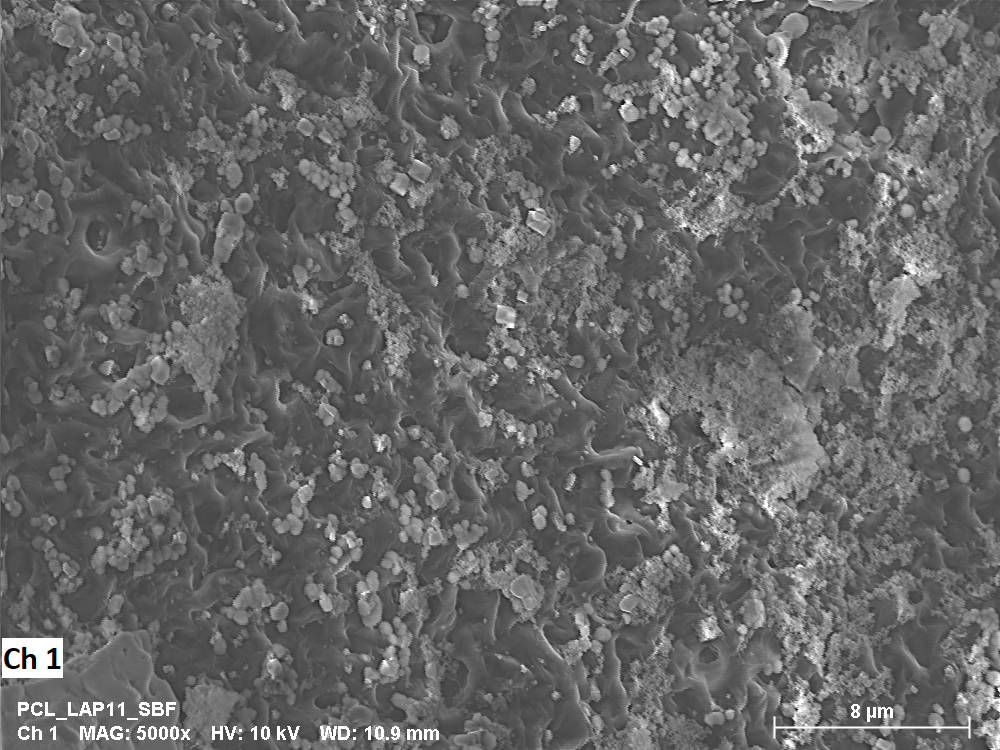 Ch 1
PCL_LAP11_SBF
Ch 1 MAG: 5000x HV: 10 kV WD: 10.9 mm
8 µm